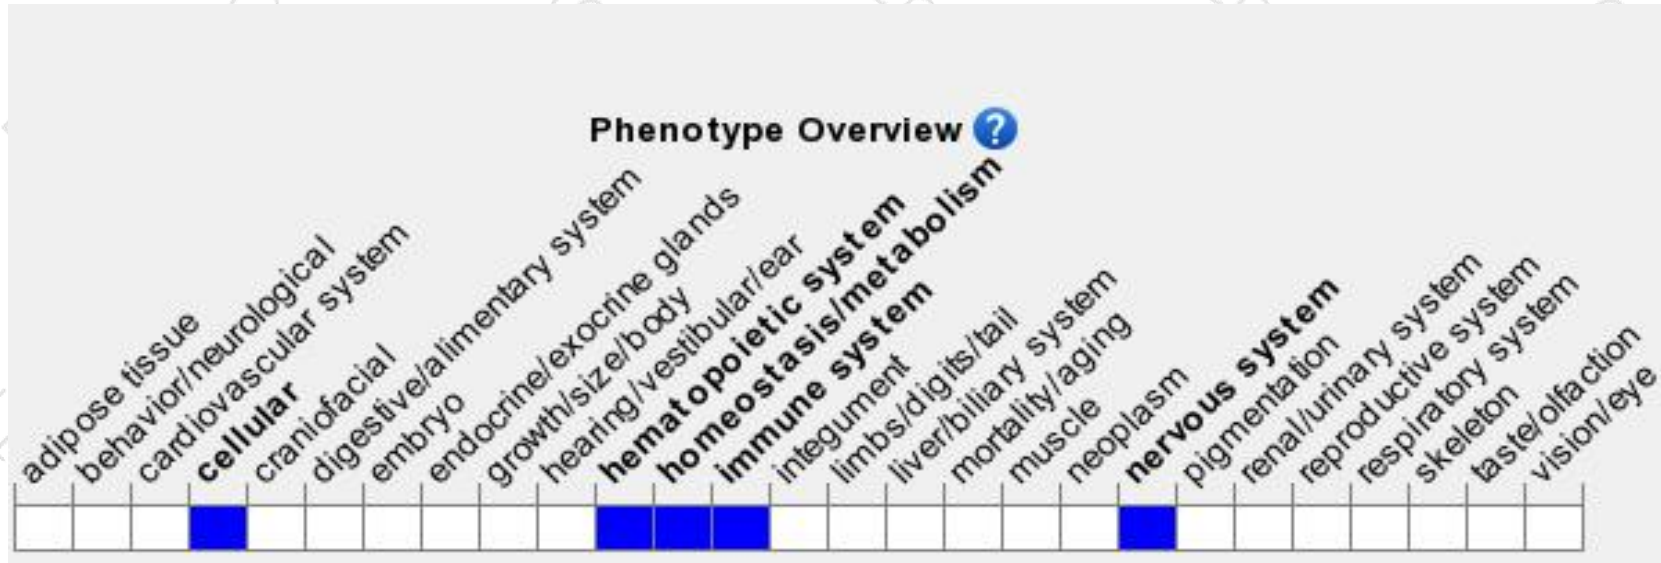 Phenotype Overview ?
adipose tissue
behavior/neurological
cardiovascular system
cellular
craniofacial
digestive/alimentary system
embryo
endocrine/exocrine glands
growth/size/body
hearing/vestibular/ear
hematopoietic system
homeostasis/metabolism
immune system
integument
limbs/digits/tail
liver/biliary system
mortality/aging
muscle
neoplasm
nervous system
pigmentation
renal/urinary system
reproductive system
respiratory system
skeleton
taste/olfaction
vision/eye